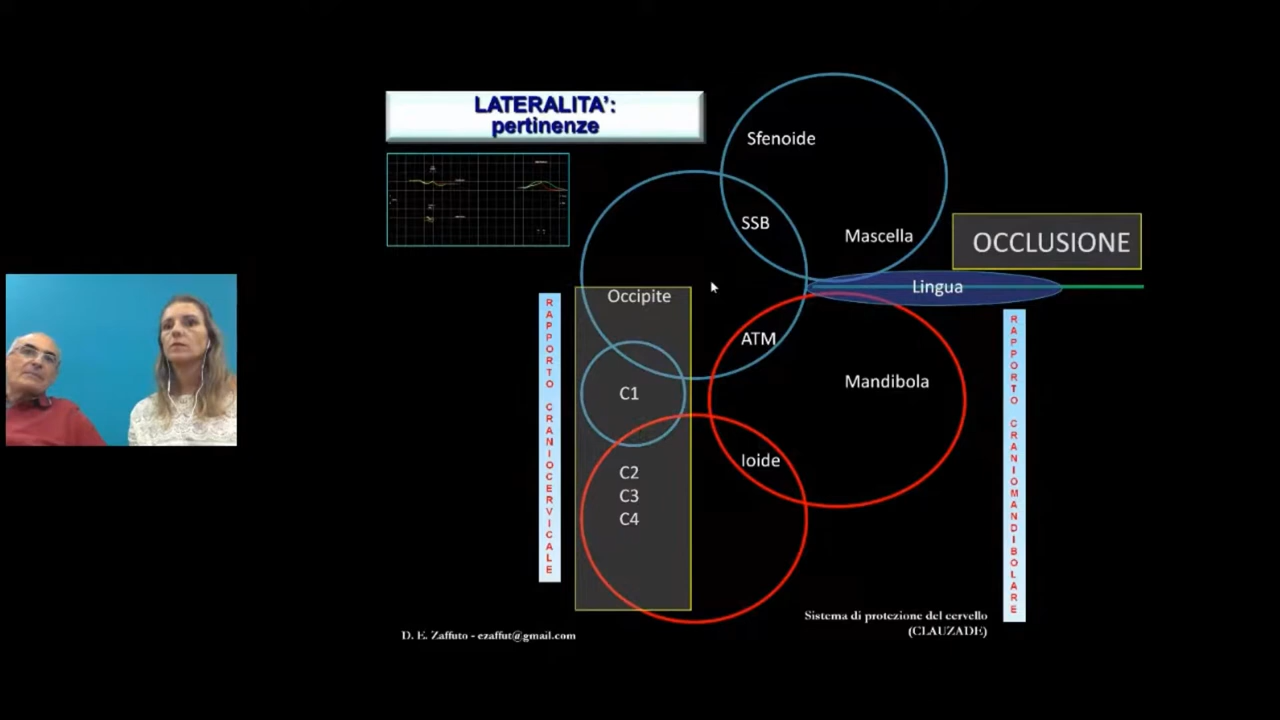 LATERALITA':
pertinenze
Sfenoide
SSB
Mascella
OCCLUSIONE
Lingua
Occipite
ATM
Mandibola
C1
Ioide
C2
C3
C4
RAPPORTO CRANIOCERVICALE
RAPPORTO CRANIOMANDIBOLARE
Sistema di protezione del cervello
(CLAUZADE)
D. E. Zaffuto - ezaffut@gmail.com